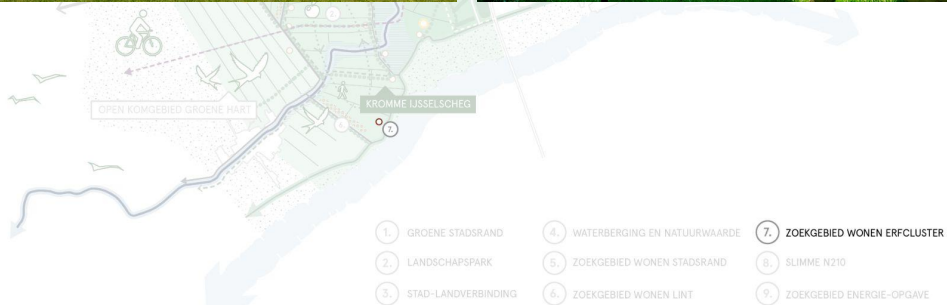 OPEN KOMGEBIED GROENE HART
KROMME IJSSELSCHEG
6.
7.
1. GROENE STADSRAND
2. LANDSCHAPSPARK
3. STAD-LANDVERBINDING
4. WATERBERGING EN NATUURWAARDE
5. ZOEKGEBIED WONEN STADSRAND
6. ZOEKGEBIED WONEN LINT
7. ZOEKGEBIED WONEN ERFCLUSTER
8. SLIMME N210
9. ZOEKGEBIED ENERGIE-OPGAVE